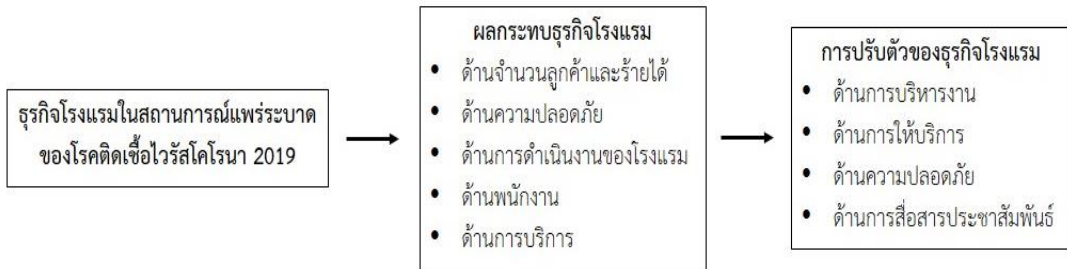 ธุรกิจโรงแรมในสถานการณ์แพร่ระบาด
ของโรคติดเชื้อไวรัสโคโรนา 2019
ผลกระทบธุรกิจโรงแรม
• ด้านจำนวนลูกค้าและร้ายได้
• ด้านความปลอดภัย
• ด้านการดำเนินงานของโรงแรม
• ด้านพนักงาน
• ด้านการบริการ
การปรับตัวของธุรกิจโรงแรม
• ด้านการบริหารงาน
• ด้านการให้บริการ
• ด้านความปลอดภัย
• ด้านการสื่อสารประชาสัมพันธ์